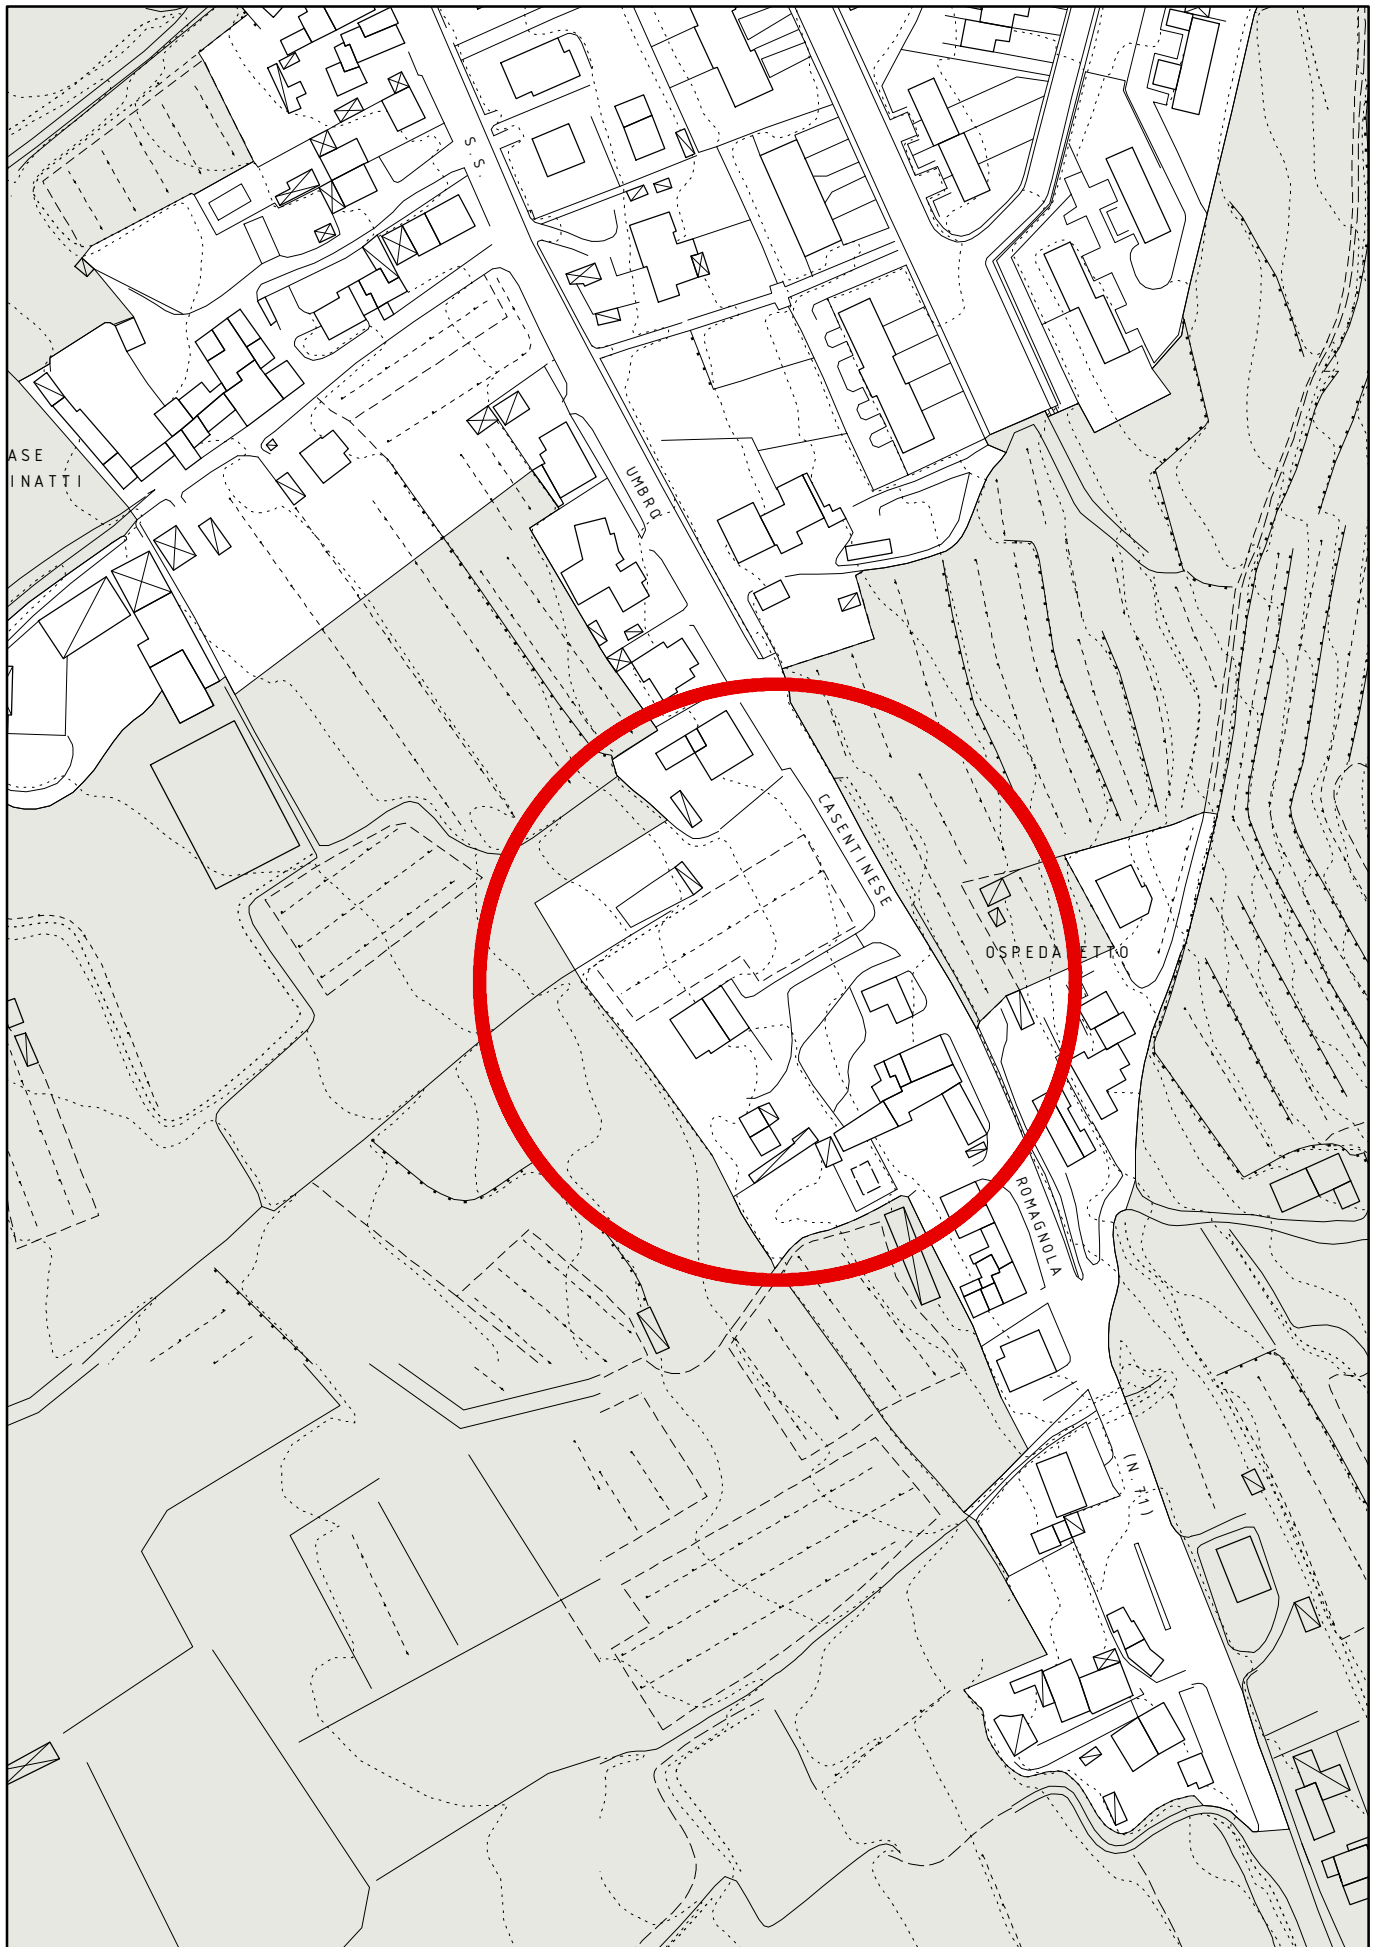 S S
ASE
INATTI
UMBRO
CASENTINESE
OSPEDALETTO
ROMAGNOLA
(N 71)